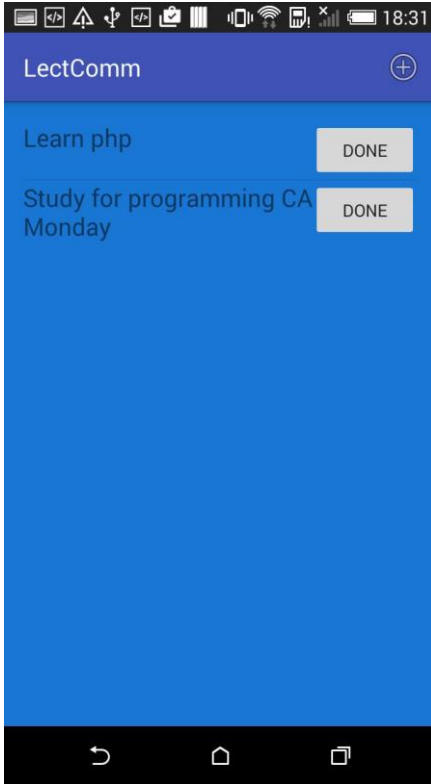 18:31
LectComm
Learn php
DONE
Study for programming CA
Monday
DONE